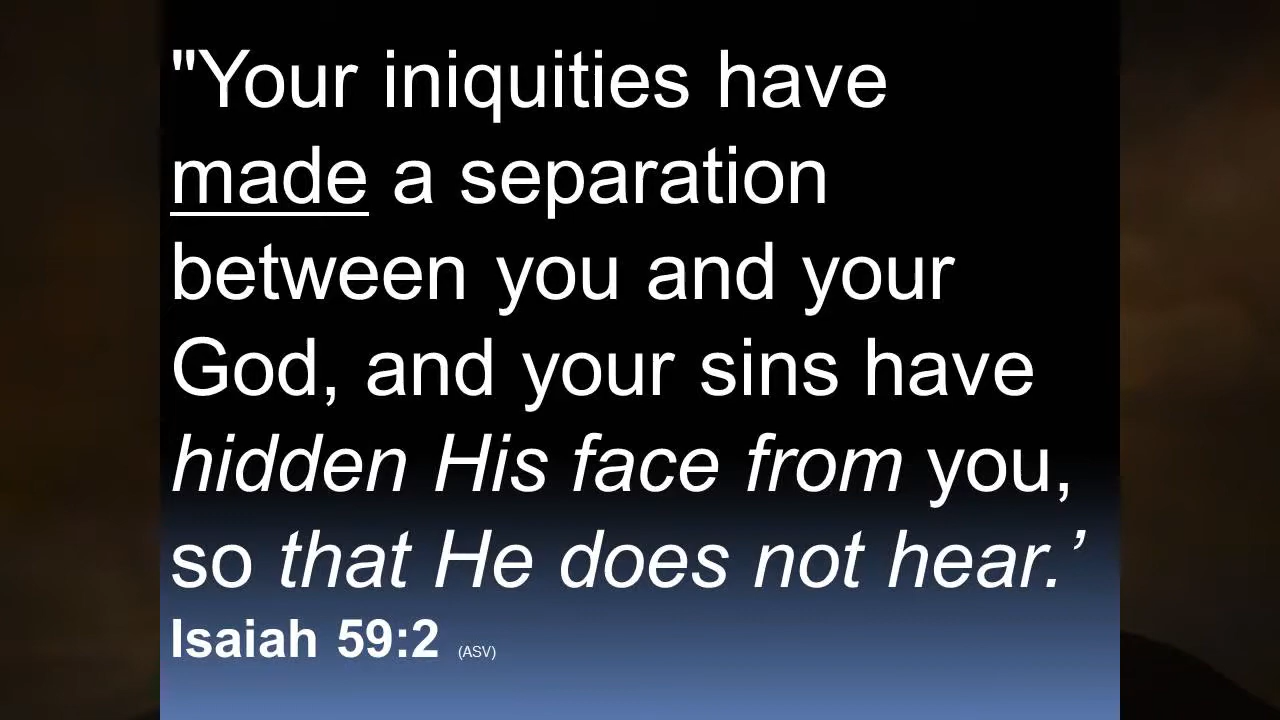 "Your iniquities have
made a separation
between you and your
God, and your sins have
hidden His face from you,
so that He does not hear.’
Isaiah 59:2 (ASV)